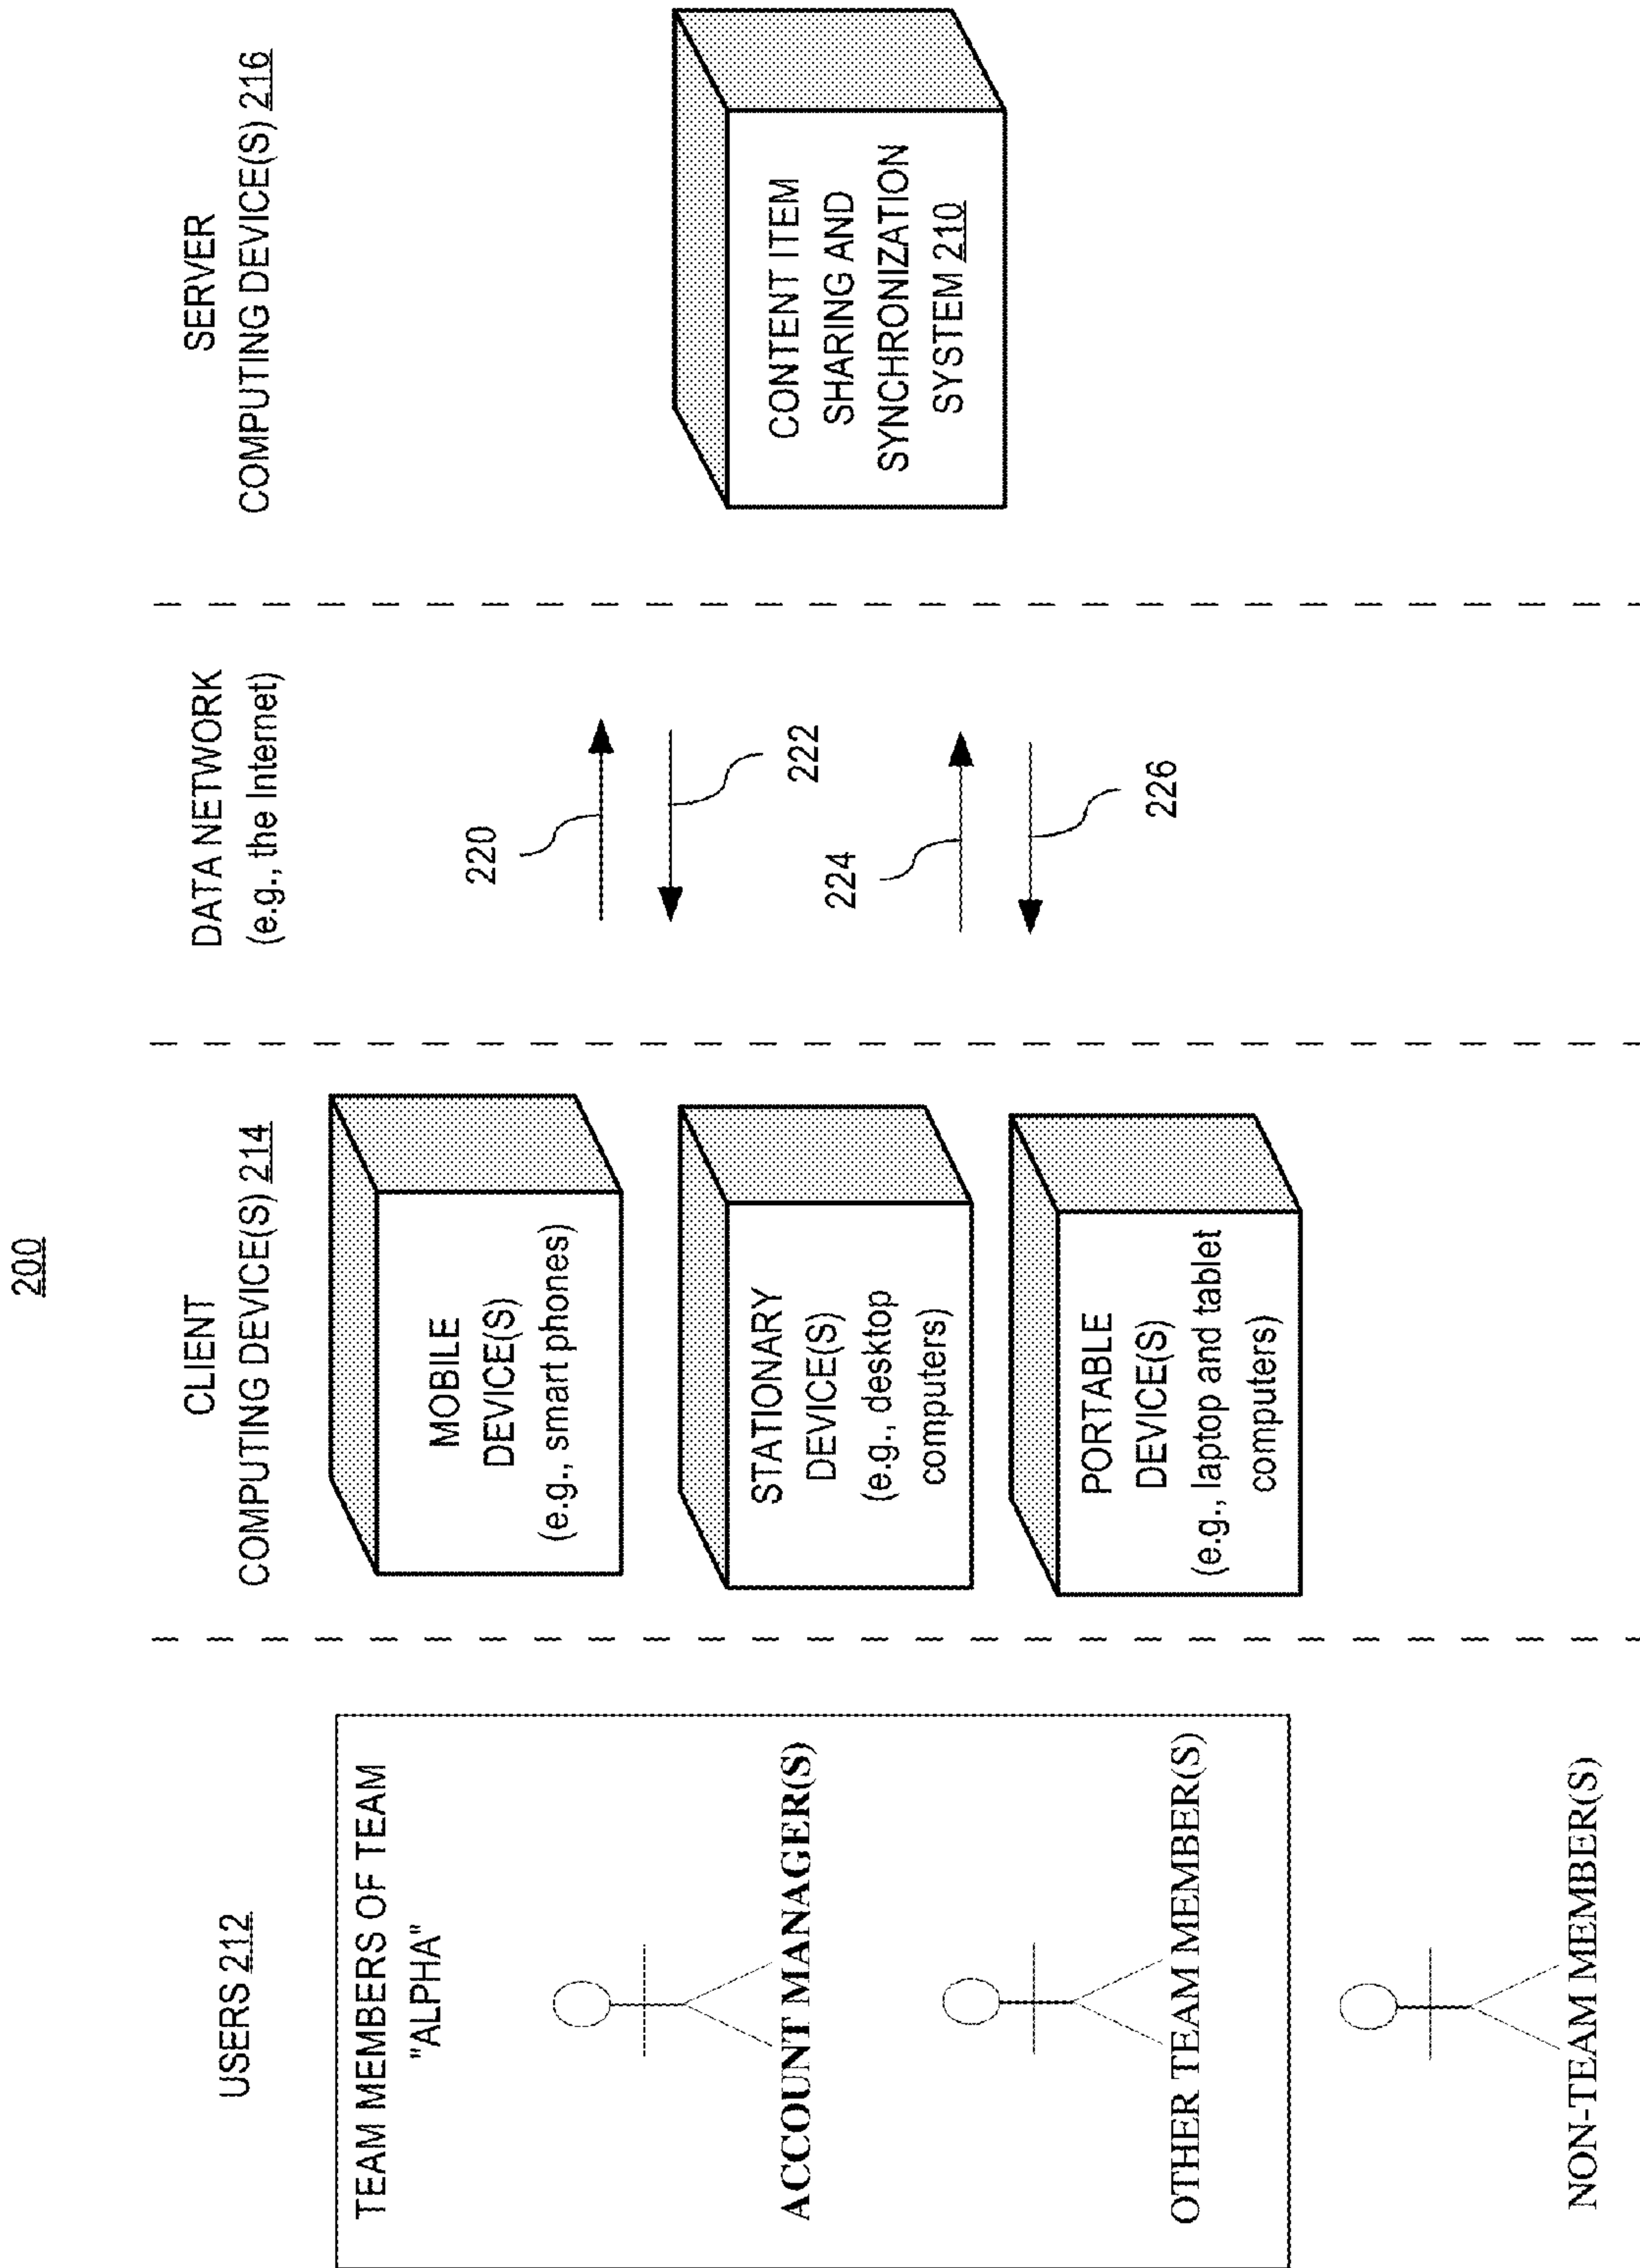 200
USERS 212
TEAM MEMBERS OF TEAM
"ALPHA"
ACCOUNT MANAGER(S)
OTHER TEAM MEMBER(S)
NON-TEAM MEMBER(S)
CLIENT
COMPUTING DEVICE(S) 214
MOBILE
DEVICE(S)
(e.g., smart phones)
STATIONARY
DEVICE(S)
(e.g., desktop
computers)
PORTABLE
DEVICE(S)
(e.g., laptop and tablet
computers)
DATA NETWORK
(e.g., the Internet)
220
222
224
226
SERVER
COMPUTING DEVICE(S) 216
CONTENT ITEM
SHARING AND
SYNCHRONIZATION
SYSTEM 210